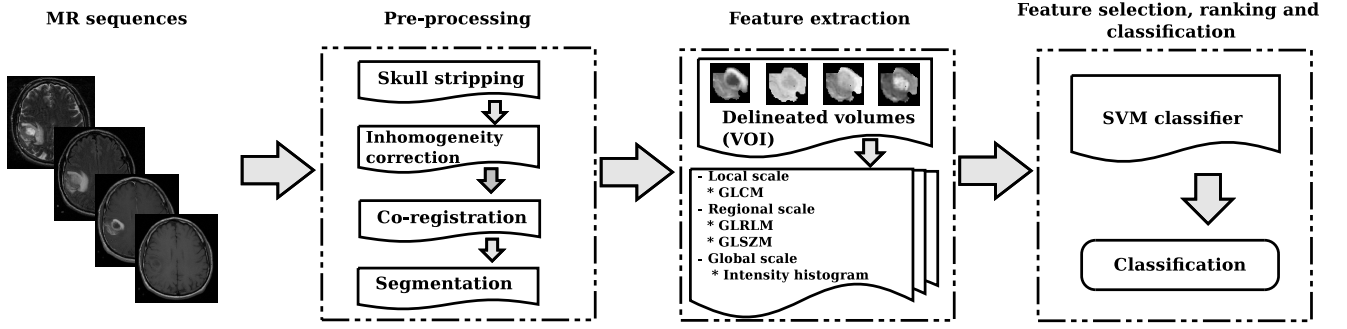 MR sequences
Pre-processing
Skull stripping
Inhomogeneity
correction
Co-registration
Segmentation
Feature extraction
Delineated volumes
(VOI)
- Local scale
* GLCM
- Regional scale
* GLRLM
* GLSZM
- Global scale
* Intensity histogram
Feature selection, ranking and
classification
SVM classifier
Classification